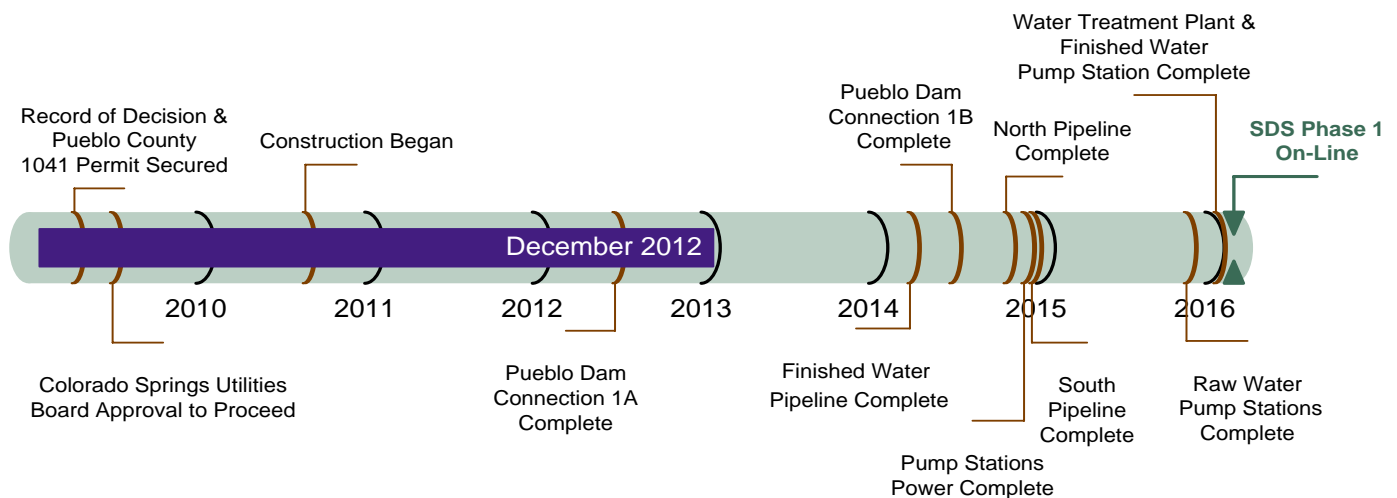 Water Treatment Plant &
Finished Water
Pump Station Complete
Record of Decision &
Pueblo County
1041 Permit Secured
Construction Began
Pueblo Dam
Connection 1B
Complete
North Pipeline
Complete
SDS Phase 1
On-Line
December 2012
2010
2011
2012
2013
2014
2015
2016
Colorado Springs Utilities
Board Approval to Proceed
Pueblo Dam
Connection 1A
Complete
Finished Water
Pipeline Complete
Pump Stations
Power Complete
South
Pipeline
Complete
Raw Water
Pump Stations
Complete